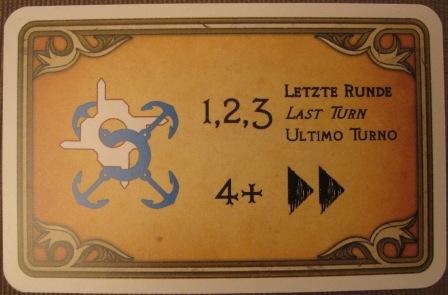 1,2,3
Letzte Runde
Last Turn
Ultimo Turno
4+